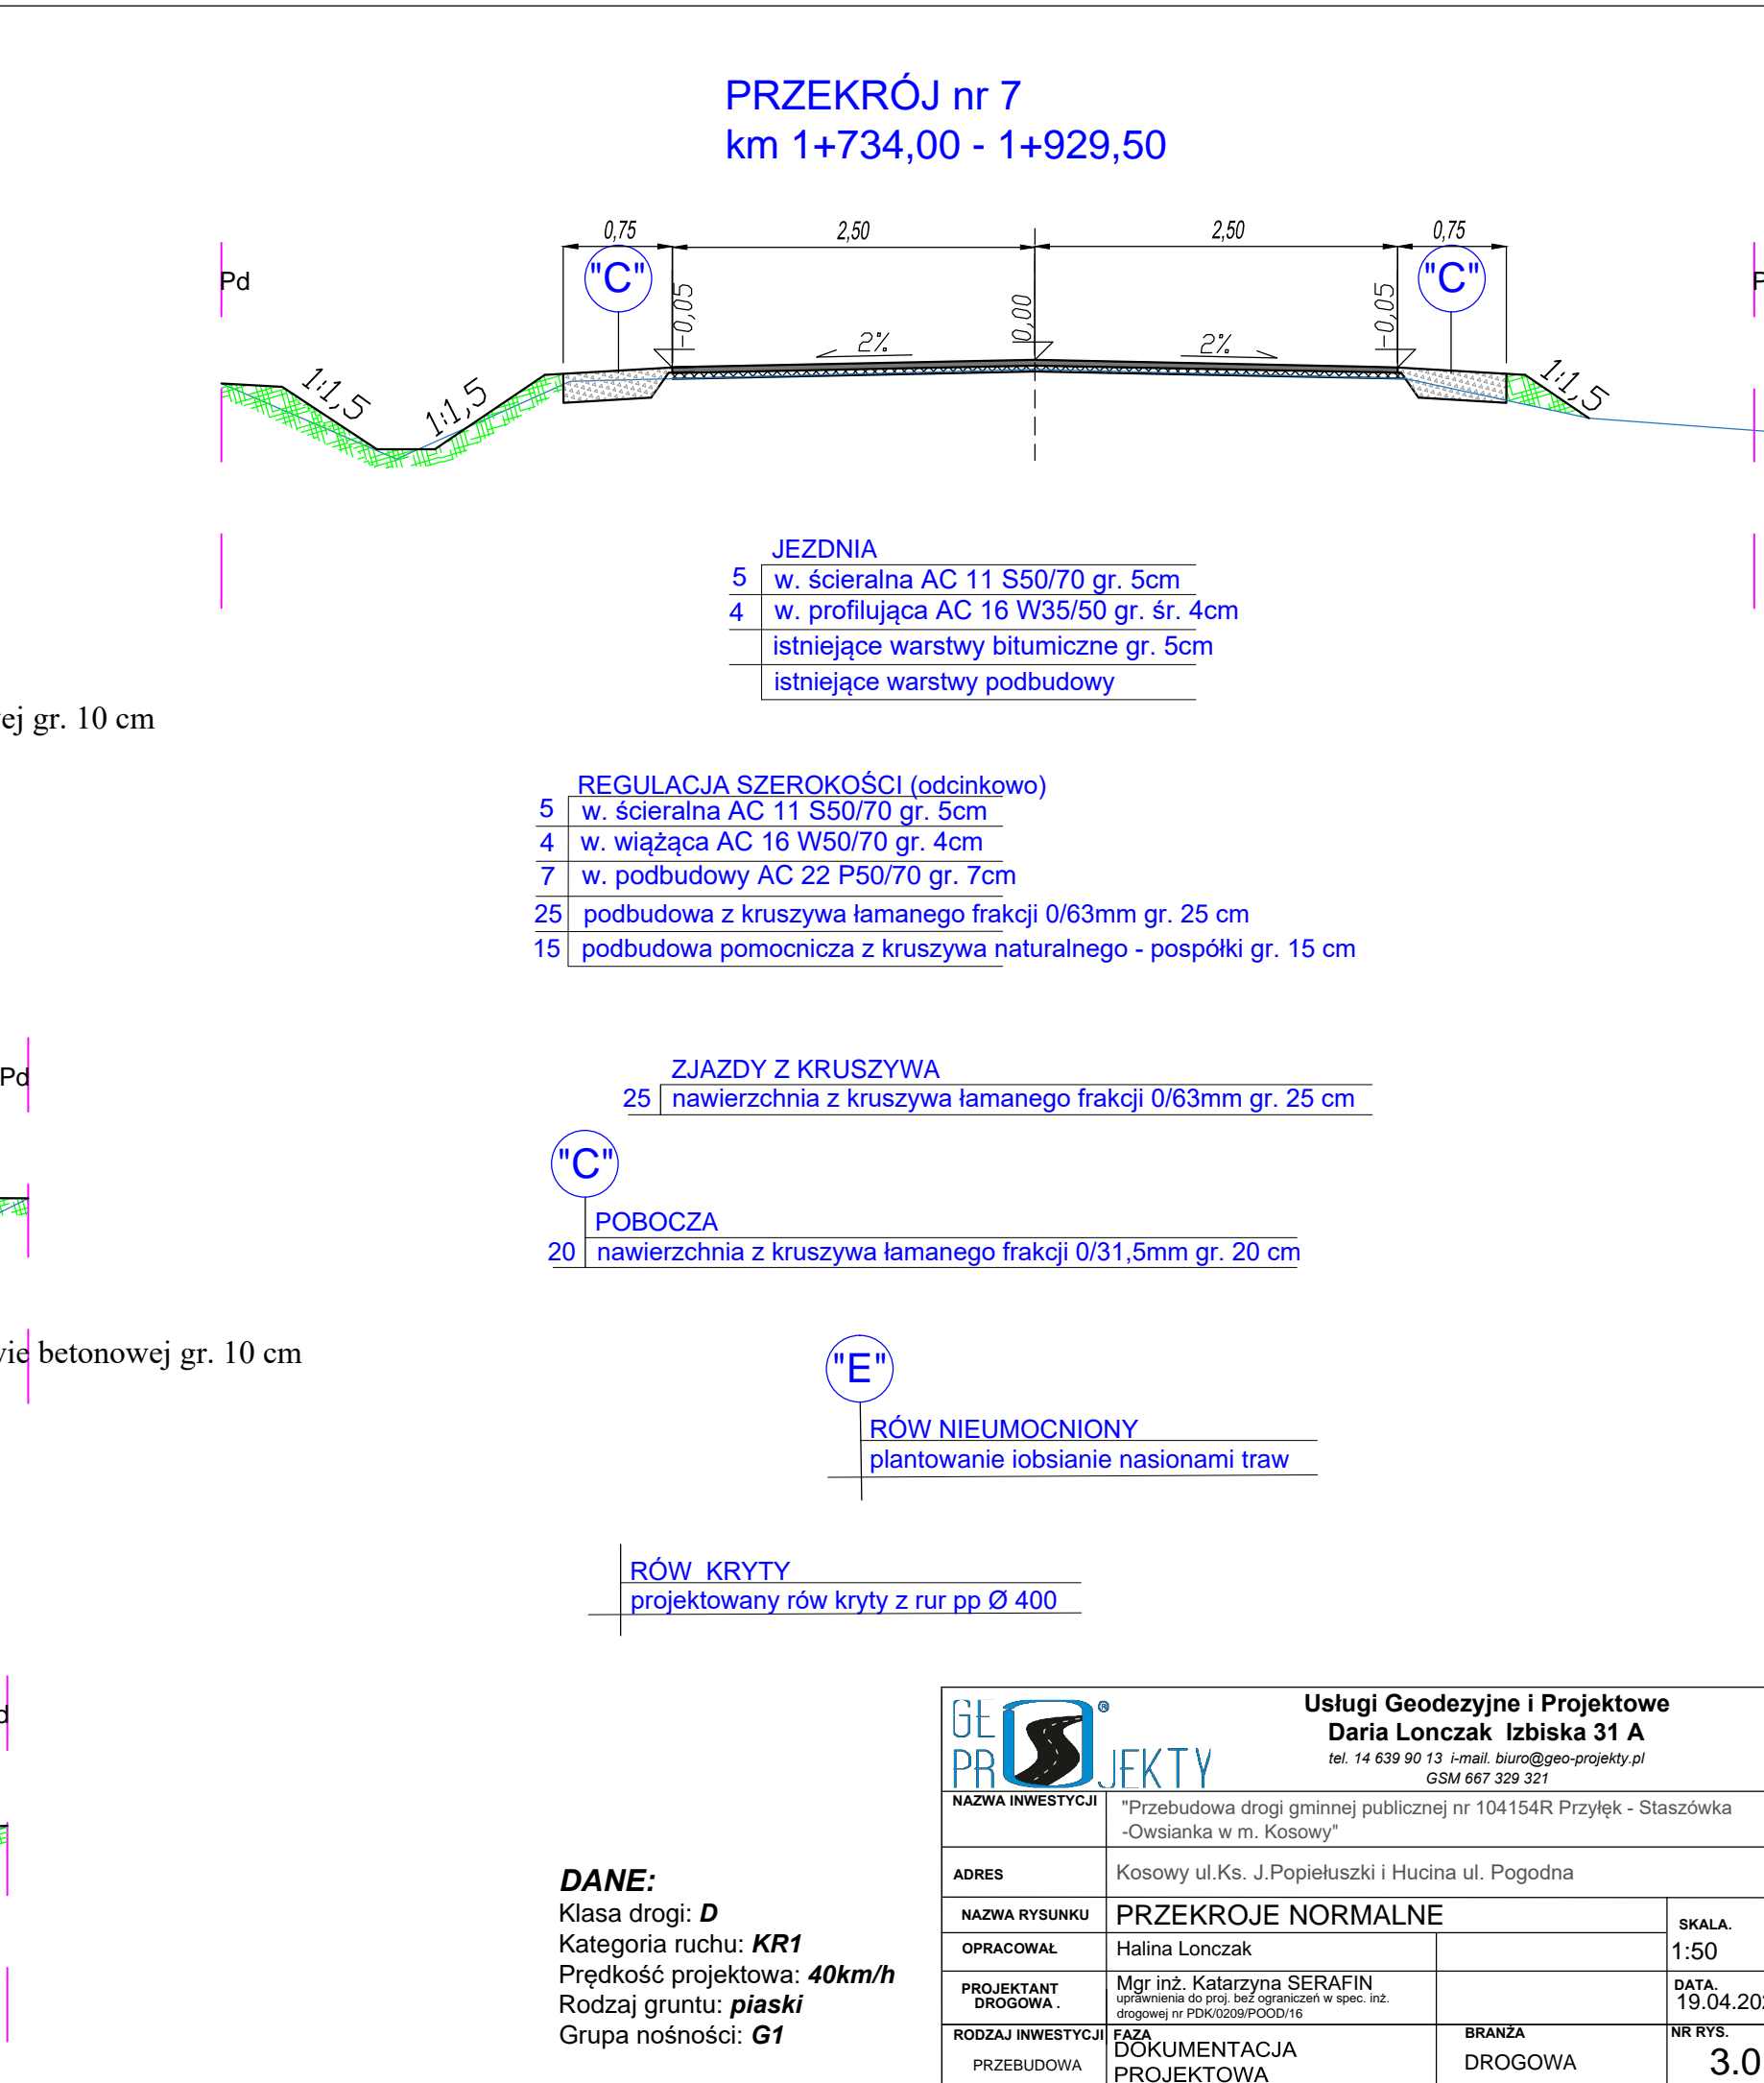 PRZEKRÓJ nr 7
km 1+734,00 - 1+929,50
0,75 2,50 2,50 0,75
Pd "C" "C"
-0,05 0,00 -0,05
2% 2%
1:1,5 1:1,5 1:1,5
JEZDNIA
5 w. ścieralna AC 11 S50/70 gr. 5cm
4 w. profilująca AC 16 W35/50 gr. śr. 4cm
istniejące warstwy bitumiczne gr. 5cm
istniejące warstwy podbudowy
ej gr. 10 cm
REGULACJA SZEROKOŚCI (odcinkowo)
5 w. ścieralna AC 11 S50/70 gr. 5cm
4 w. wiążąca AC 16 W50/70 gr. 4cm
7 w. podbudowy AC 22 P50/70 gr. 7cm
25 podbudowa z kruszywa łamanego frakcji 0/63mm gr. 25 cm
15 podbudowa pomocnicza z kruszywa naturalnego - pospółki gr. 15 cm
Pd
ZJAZDY Z KRUSZYWA
25 nawierzchnia z kruszywa łamanego frakcji 0/63mm gr. 25 cm
"C"
POBOCZA
20 nawierzchnia z kruszywa łamanego frakcji 0/31,5mm gr. 20 cm
ie betonowej gr. 10 cm
"E"
RÓW NIEUMOCNIONY
plantowanie iobsianie nasionami traw
RÓW KRYTY
projektowany rów kryty z rur pp Ø 400
d
DANE:
Klasa drogi: D
Kategoria ruchu: KR1
Prędkość projektowa: 40km/h
Rodzaj gruntu: piaski
Grupa nośności: G1
GE ®
PR JEKTY
Usługi Geodezyjne i Projektowe
Daria Lonczak Izbiska 31 A
tel. 14 639 90 13 i-mail. biuro@geo-projekty.pl
GSM 667 329 321
NAZWA INWESTYCJI
"Przebudowa drogi gminnej publicznej nr 104154R Przyłęk - Staszówka
-Owsianka w m. Kosowy"
ADRES
Kosowy ul.Ks. J.Popiełuszki i Hucina ul. Pogodna
NAZWA RYSUNKU
PRZEKROJE NORMALNE
SKALA.
1:50
OPRACOWAŁ
Halina Lonczak
PROJEKTANT
DROGOWA .
Mgr inż. Katarzyna SERAFIN
uprawnienia do proj. bez ograniczeń w spec. inż.
drogowej nr PDK/0209/POOD/16
DATA.
19.04.20
RODZAJ INWESTYCJI
PRZEBUDOWA
FAZA
DOKUMENTACJA
PROJEKTOWA
BRANŻA
DROGOWA
NR RYS.
3.0